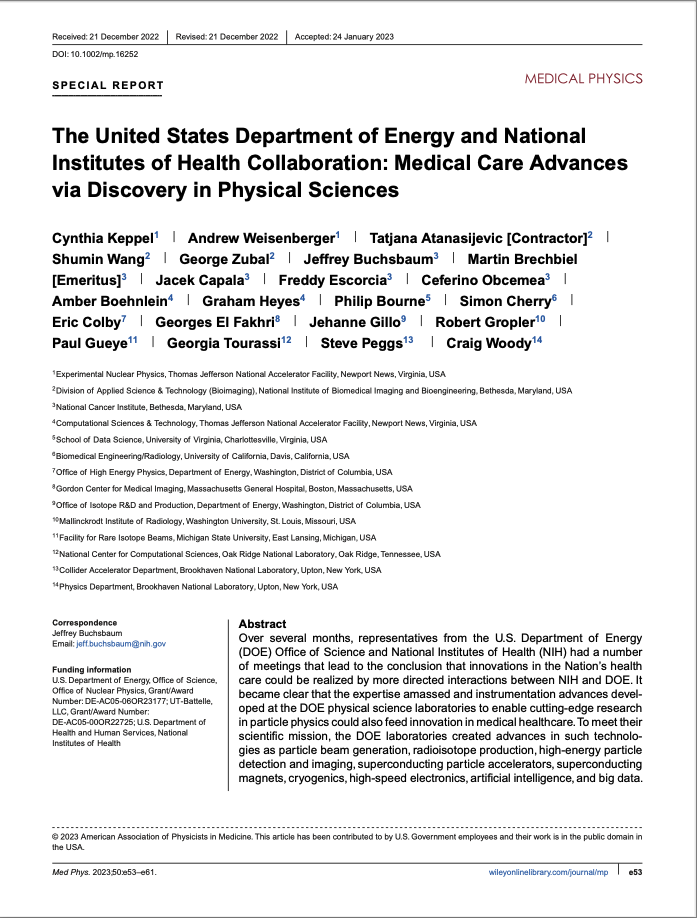 Received: 21 December 2022 | Revised: 21 December 2022 | Accepted: 24 January 2023
DOI: 10.1002/mp.16252
SPECIAL REPORT
MEDICAL PHYSICS
The United States Department of Energy and National
Institutes of Health Collaboration: Medical Care Advances
via Discovery in Physical Sciences
Cynthia Keppel1 | Andrew Weisenberger1 | Tatjana Atanasijevic [Contractor]2 |
Shumin Wang2 | George Zubal2 | Jeffrey Buchsbaum3 | Martin Brechbiel
[Emeritus]3 | Jacek Capala3 | Freddy Escorcia3 | Ceferino Obcemea3 |
Amber Boehnlein4 | Graham Heyes4 | Philip Bourne5 | Simon Cherry6 |
Eric Colby7 | Georges El Fakhri8 | Jehanne Gillo9 | Robert Gropler10 |
Paul Gueye11 | Georgia Tourassi12 | Steve Peggs13 | Craig Woody14
1Experimental Nuclear Physics, Thomas Jefferson National Accelerator Facility, Newport News, Virginia, USA
2Division of Applied Science & Technology (Bioimaging), National Institute of Biomedical Imaging and Bioengineering, Bethesda, Maryland, USA
3National Cancer Institute, Bethesda, Maryland, USA
4Computational Sciences & Technology, Thomas Jefferson National Accelerator Facility, Newport News, Virginia, USA
5School of Data Science, University of Virginia, Charlottesville, Virginia, USA
6Biomedical Engineering/Radiology, University of California, Davis, California, USA
7Office of High Energy Physics, Department of Energy, Washington, District of Columbia, USA
8Gordon Center for Medical Imaging, Massachusetts General Hospital, Boston, Massachusetts, USA
9Office of Isotope R&D and Production, Department of Energy, Washington, District of Columbia, USA
10Mallinckrodt Institute of Radiology, Washington University, St. Louis, Missouri, USA
11Facility for Rare Isotope Beams, Michigan State University, East Lansing, Michigan, USA
12National Center for Computational Sciences, Oak Ridge National Laboratory, Oak Ridge, Tennessee, USA
13Collider Accelerator Department, Brookhaven National Laboratory, Upton, New York, USA
14Physics Department, Brookhaven National Laboratory, Upton, New York, USA
Correspondence
Jeffrey Buchsbaum
Email: jeff.buchsbaum@nih.gov
Funding information
U.S. Department of Energy, Office of Science,
Office of Nuclear Physics, Grant/Award
Number: DE-AC05-06OR23177; UT-Battelle,
LLC, Grant/Award Number:
DE-AC05-00OR22725; U.S. Department of
Health and Human Services, National
Institutes of Health
Abstract
Over several months, representatives from the U.S. Department of Energy
(DOE) Office of Science and National Institutes of Health (NIH) had a number
of meetings that lead to the conclusion that innovations in the Nation's health
care could be realized by more directed interactions between NIH and DOE. It
became clear that the expertise amassed and instrumentation advances devel-
oped at the DOE physical science laboratories to enable cutting-edge research
in particle physics could also feed innovation in medical healthcare. To meet their
scientific mission, the DOE laboratories created advances in such technolo-
gies as particle beam generation, radioisotope production, high-energy particle
detection and imaging, superconducting particle accelerators, superconducting
magnets, cryogenics, high-speed electronics, artificial intelligence, and big data.
© 2023 American Association of Physicists in Medicine. This article has been contributed to by U.S. Government employees and their work is in the public domain in
the USA.
Med Phys. 2023;50:e53–e61.
wileyonlinelibrary.com/journal/mp | e53